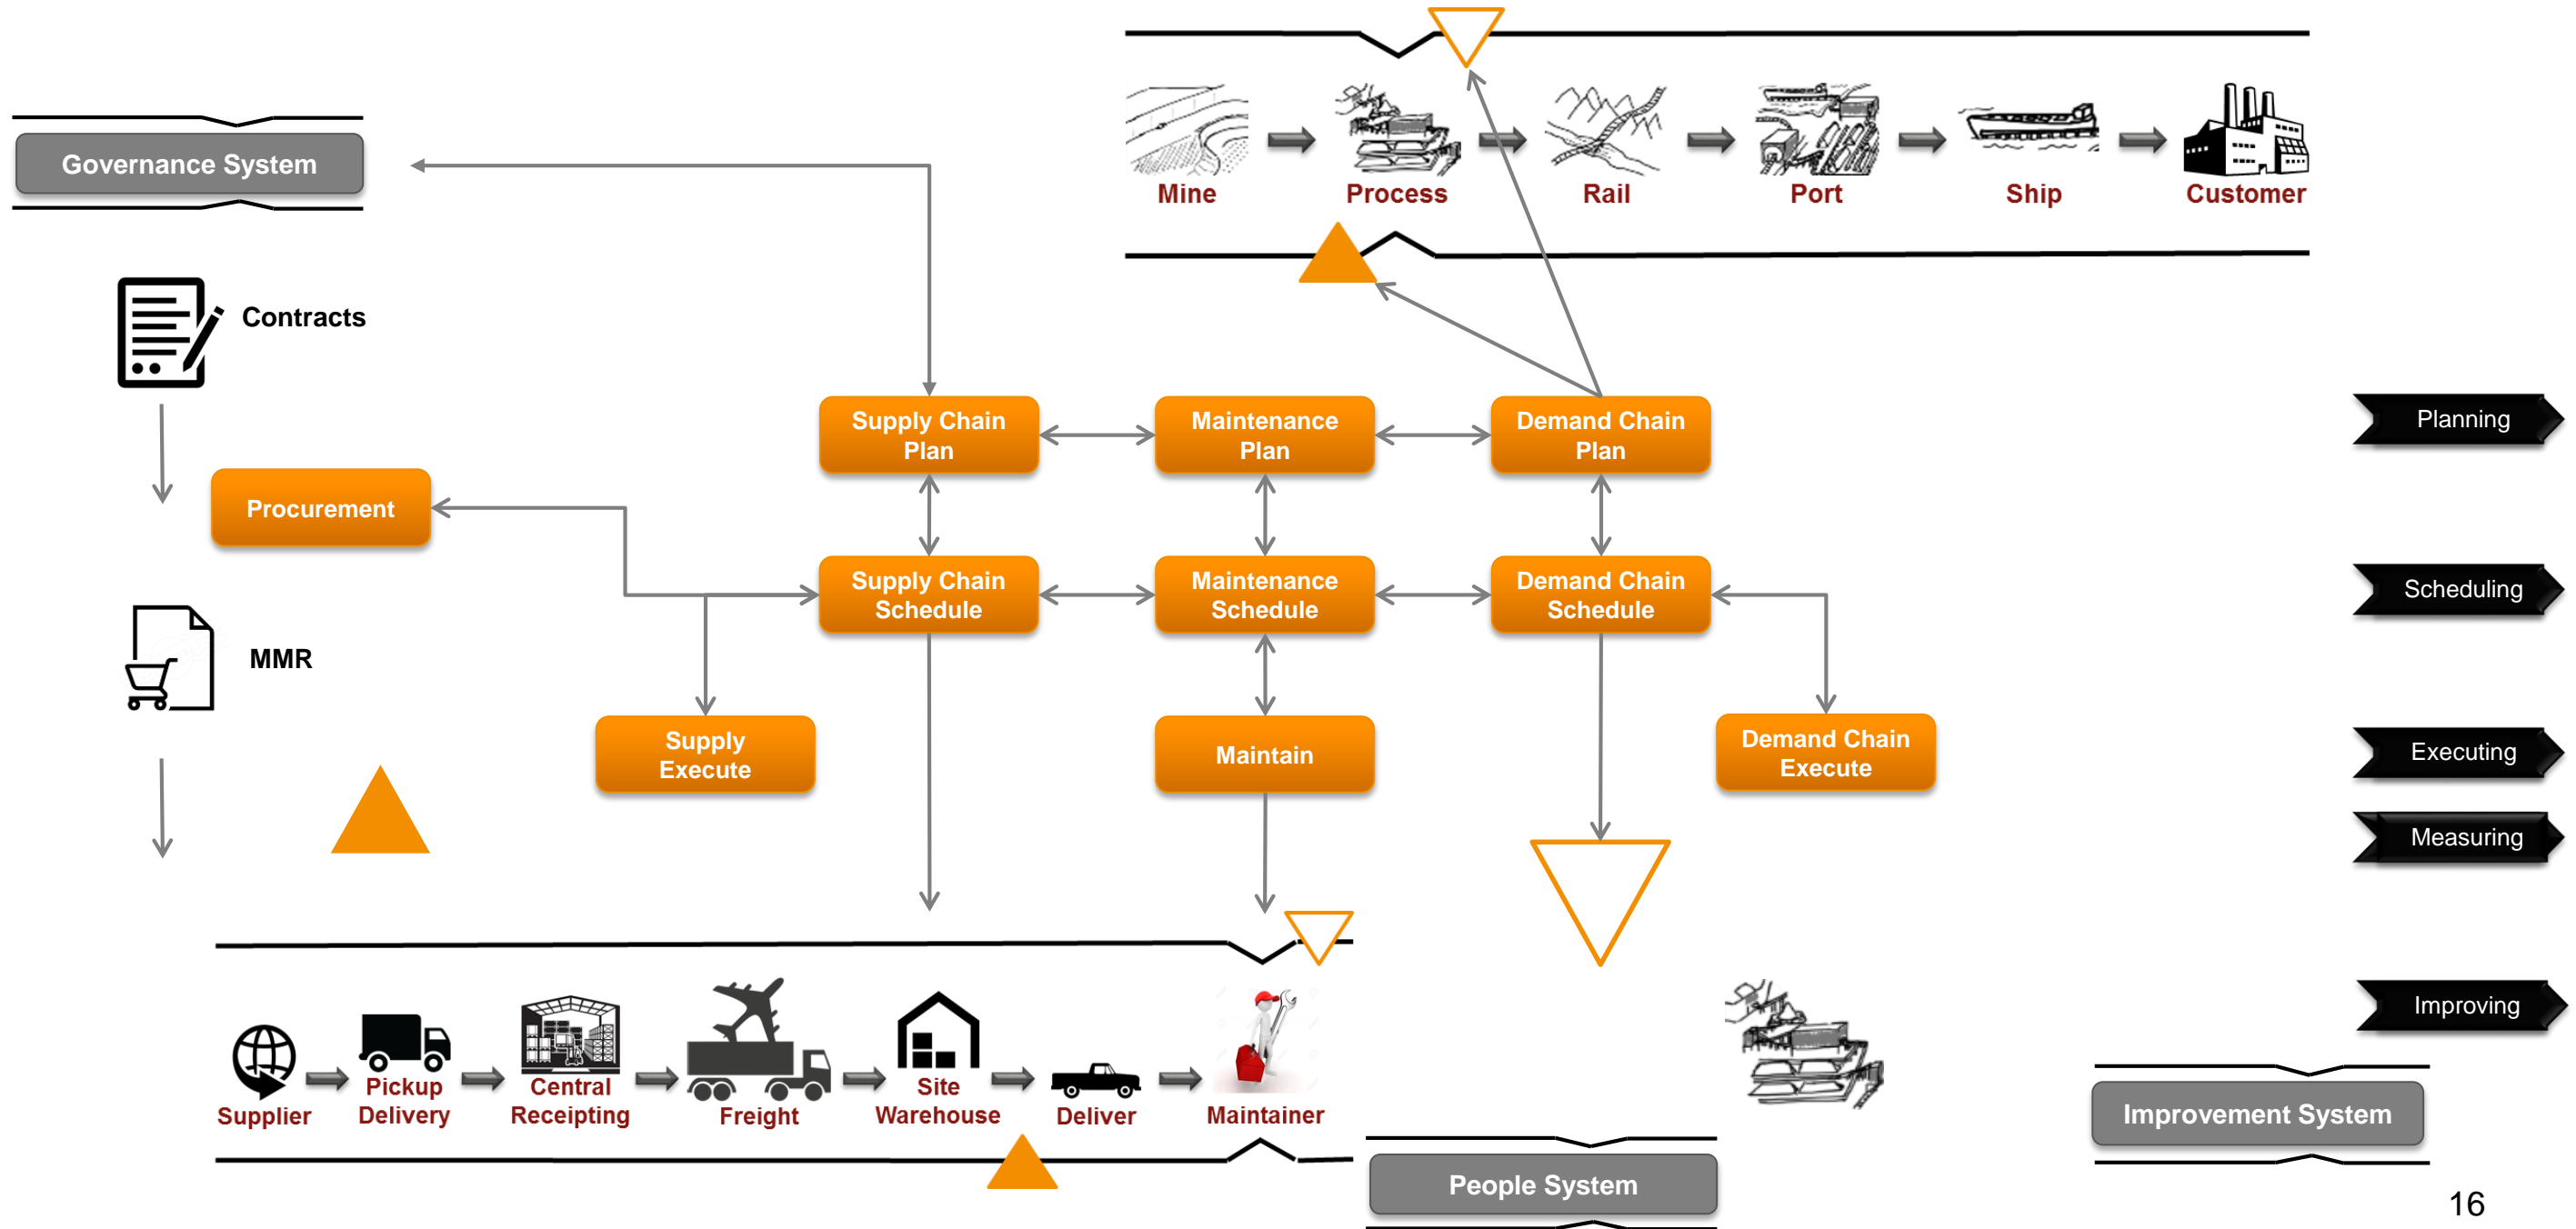 Governance System
Mine
Process
Rail
Port
Ship
Customer
Contracts
Supply Chain
Plan
Maintenance
Plan
Demand Chain
Plan
Planning
Procurement
Supply Chain
Schedule
Maintenance
Schedule
Demand Chain
Schedule
Scheduling
MMR
Supply
Execute
Maintain
Demand Chain
Execute
Executing
Measuring
Improving
Supplier
Pickup
Delivery
Central
Receipting
Freight
Site
Warehouse
Deliver
Maintainer
Improvement System
People System
16